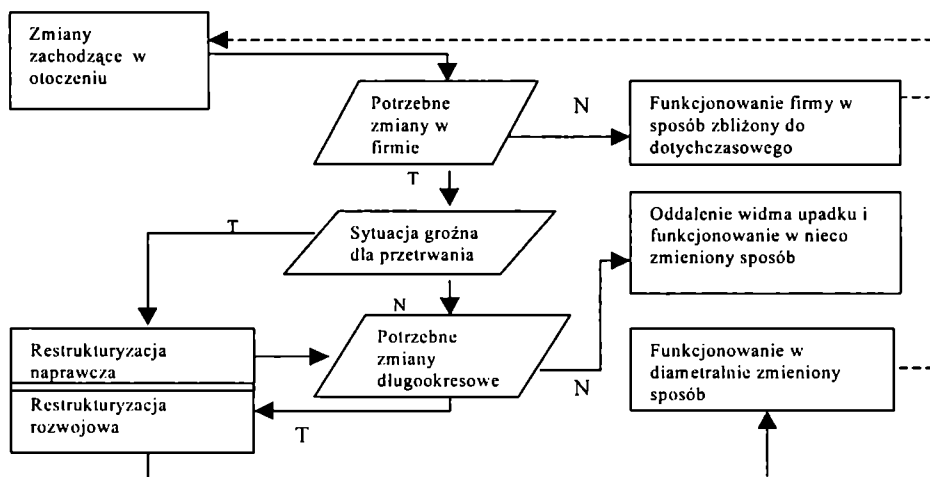 Zmiany
zachodzące w
otoczeniu
Potrzebne
zmiany w
firmie
N
Funkcjonowanie firmy w
sposób zbliżony do
dotychczasowego
T
Sytuacja groźna
dla przetrwania
T
Oddalenie widma upadku i
funkcjonowanie w nieco
zmieniony sposób
N
Potrzebne
zmiany
długookresowe
N
Restrukturyzacja
naprawcza
Restrukturyzacja
rozwojowa
T
Funkcjonowanie w
diametralnie zmieniony
sposób